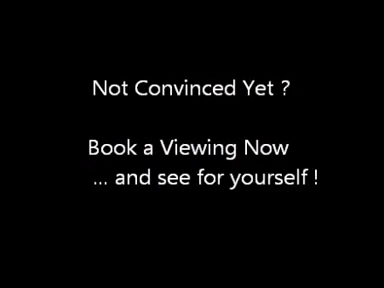 Not Convinced Yet ?
Book a Viewing Now
... and see for yourself !